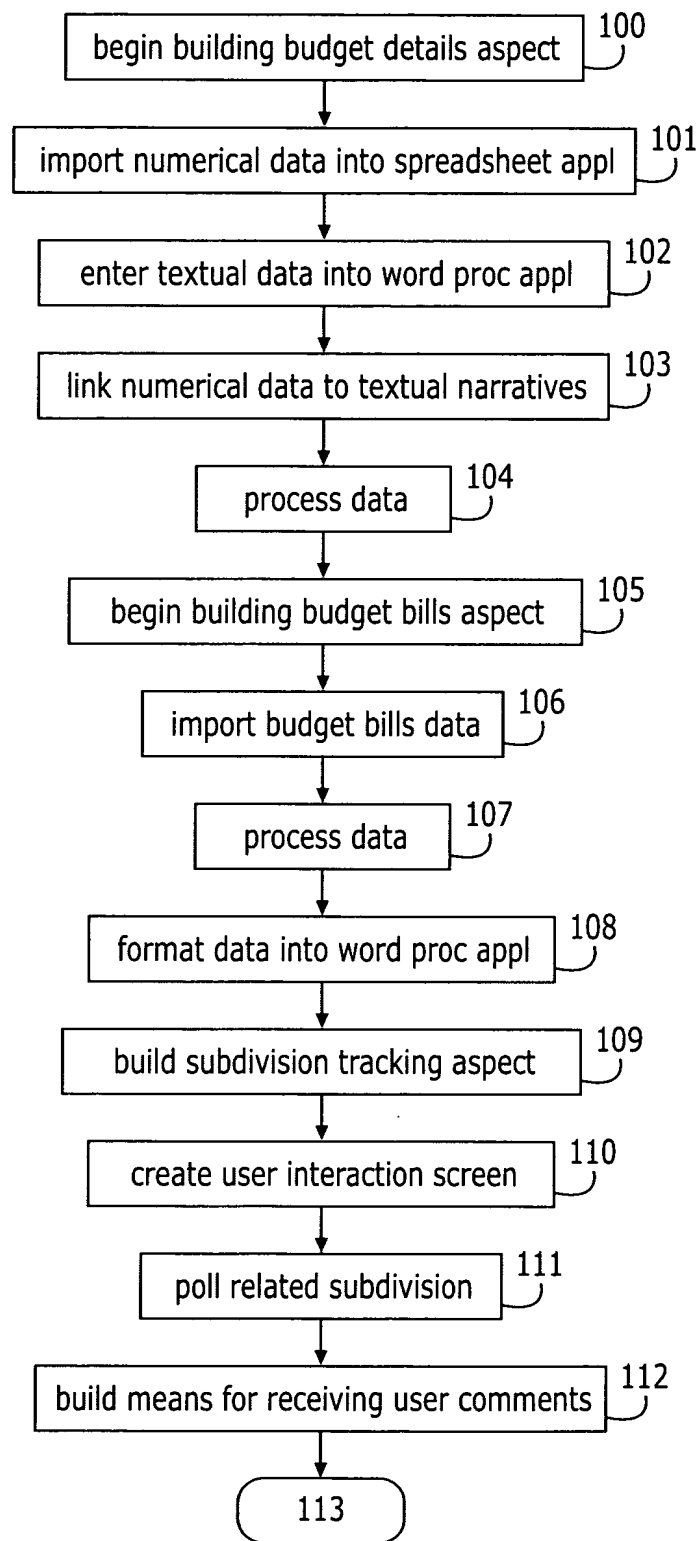 100
begin building budget details aspect
101
import numerical data into spreadsheet appl
102
enter textual data into word proc appl
103
link numerical data to textual narratives
104
process data
105
begin building budget bills aspect
106
import budget bills data
107
process data
108
format data into word proc appl
109
build subdivision tracking aspect
110
create user interaction screen
111
poll related subdivision
112
build means for receiving user comments
113